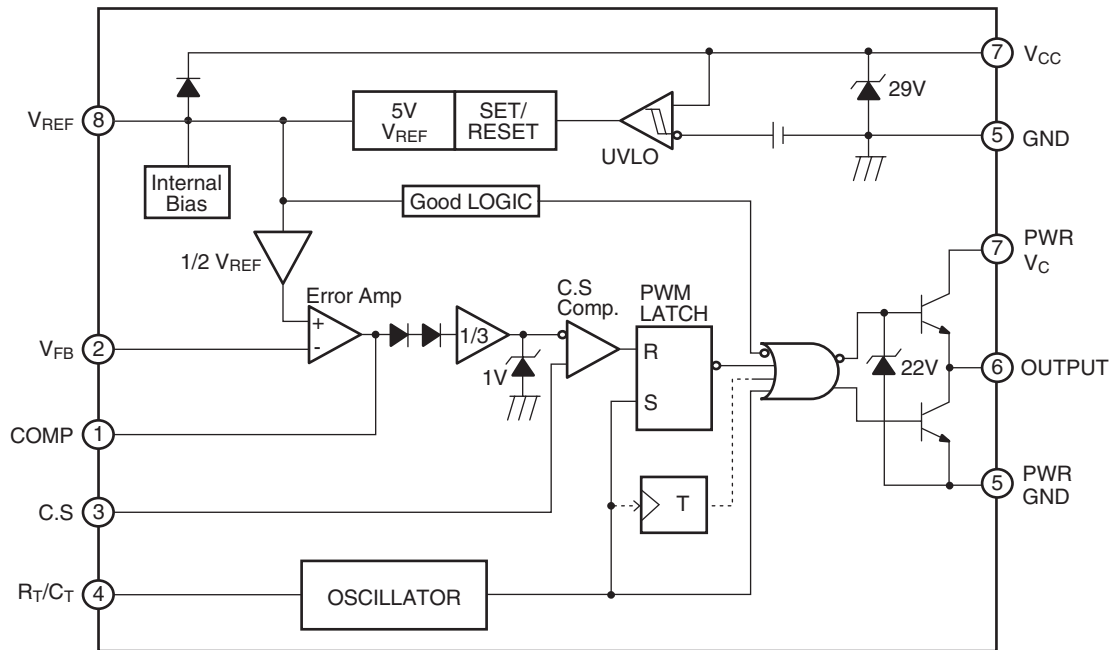 7
VCC
29V
VREF
8
5V
VREF
SET/
RESET
UVLO
5
GND
Internal
Bias
Good LOGIC
1/2 VREF
7
PWR
VC
Error Amp
C.S
Comp.
PWM
LATCH
+
-
1/3
1V
R
S
22V
VFB
2
6
OUTPUT
COMP
1
T
5
PWR
GND
C.S
3
RT/CT
4
OSCILLATOR